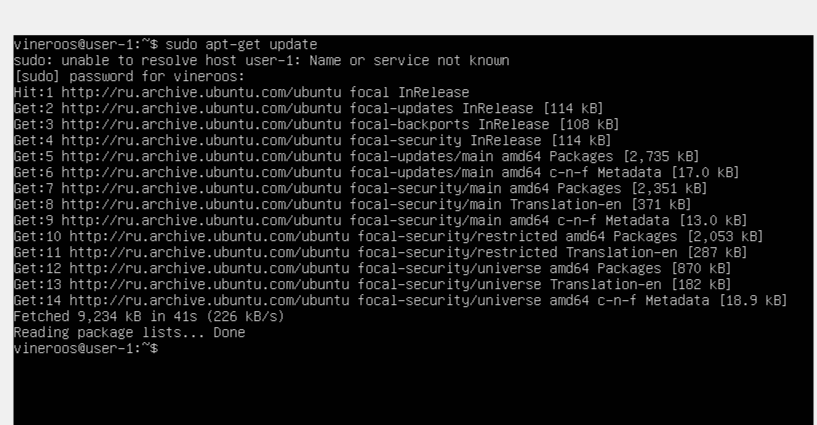 vineroos@user-1:~$ sudo apt-get update
sudo: unable to resolve host user-1: Name or service not known
[sudo] password for vineroos:
Hit:1 http://ru.archive.ubuntu.com/ubuntu focal InRelease
Get:2 http://ru.archive.ubuntu.com/ubuntu focal-updates InRelease [114 kB]
Get:3 http://ru.archive.ubuntu.com/ubuntu focal-backports InRelease [108 kB]
Get:4 http://ru.archive.ubuntu.com/ubuntu focal-security InRelease [114 kB]
Get:5 http://ru.archive.ubuntu.com/ubuntu focal-updates/main amd64 Packages [2,735 kB]
Get:6 http://ru.archive.ubuntu.com/ubuntu focal-updates/main amd64 c-n-f Metadata [17.0 kB]
Get:7 http://ru.archive.ubuntu.com/ubuntu focal-security/main amd64 Packages [2,351 kB]
Get:8 http://ru.archive.ubuntu.com/ubuntu focal-security/main Translation-en [371 kB]
Get:9 http://ru.archive.ubuntu.com/ubuntu focal-security/main amd64 c-n-f Metadata [13.0 kB]
Get:10 http://ru.archive.ubuntu.com/ubuntu focal-security/restricted amd64 Packages [2,053 kB]
Get:11 http://ru.archive.ubuntu.com/ubuntu focal-security/restricted Translation-en [287 kB]
Get:12 http://ru.archive.ubuntu.com/ubuntu focal-security/universe amd64 Packages [870 kB]
Get:13 http://ru.archive.ubuntu.com/ubuntu focal-security/universe Translation-en [182 kB]
Get:14 http://ru.archive.ubuntu.com/ubuntu focal-security/universe amd64 c-n-f Metadata [18.9 kB]
Fetched 9,234 kB in 41s (226 kB/s)
Reading package lists... Done
vineroos@user-1:~$